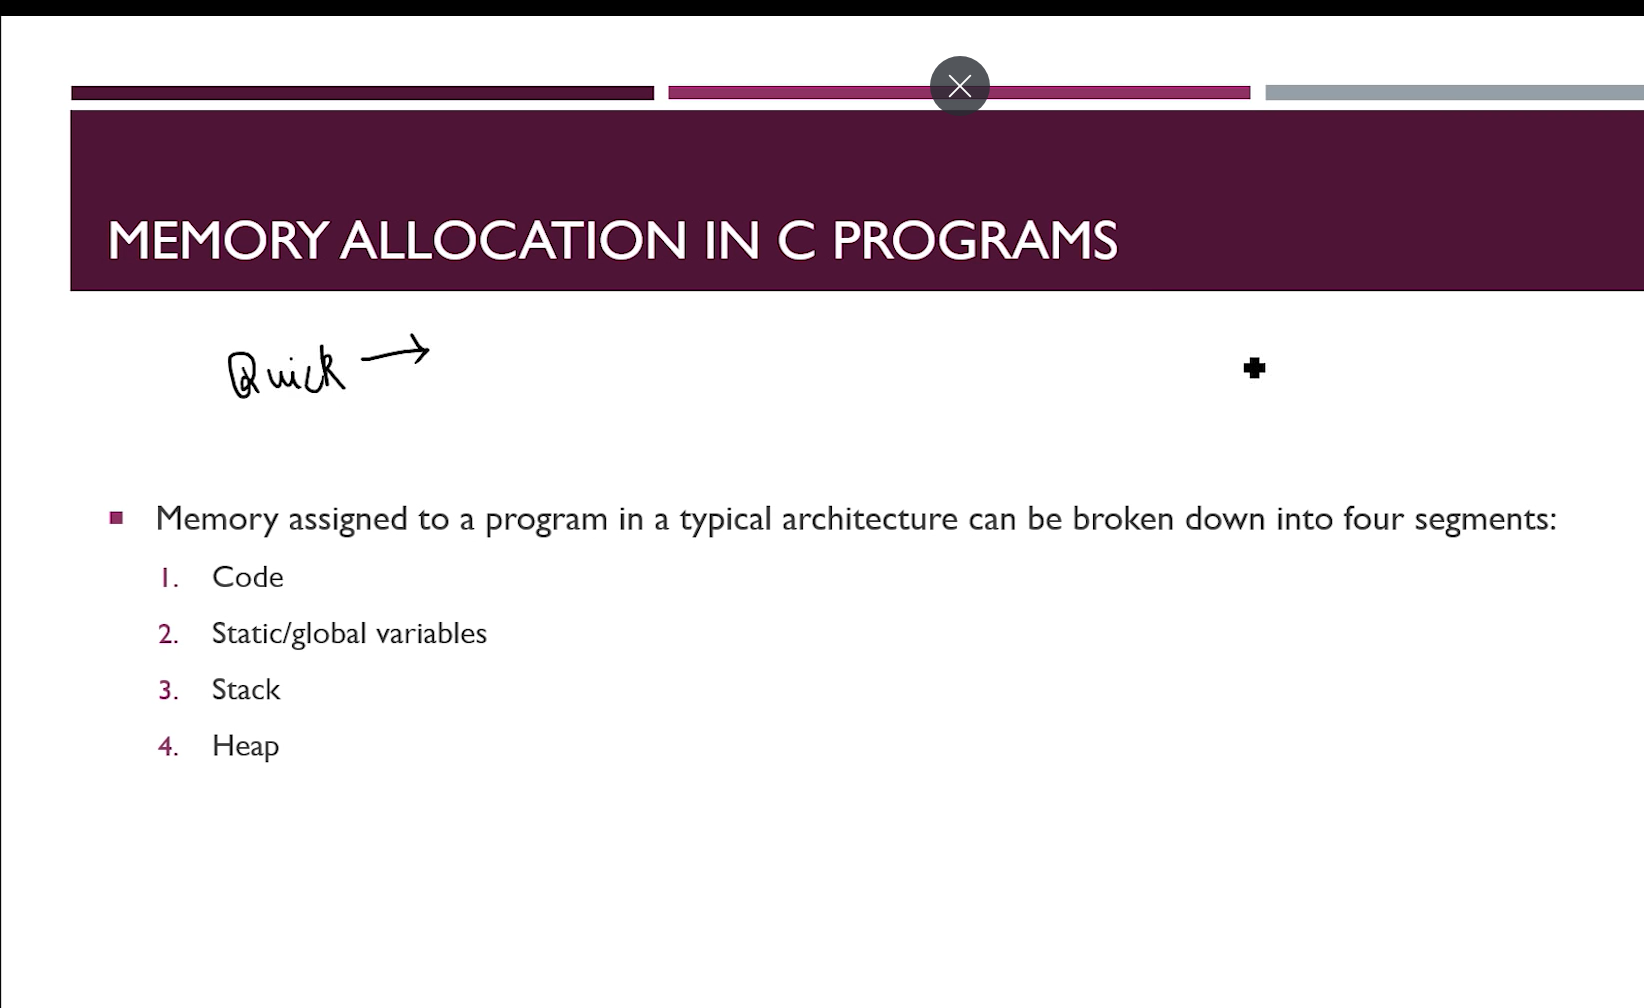 MEMORY ALLOCATION IN C PROGRAMS
Quick →
▪ Memory assigned to a program in a typical architecture can be broken down into four segments:
1. Code
2. Static/global variables
3. Stack
4. Heap